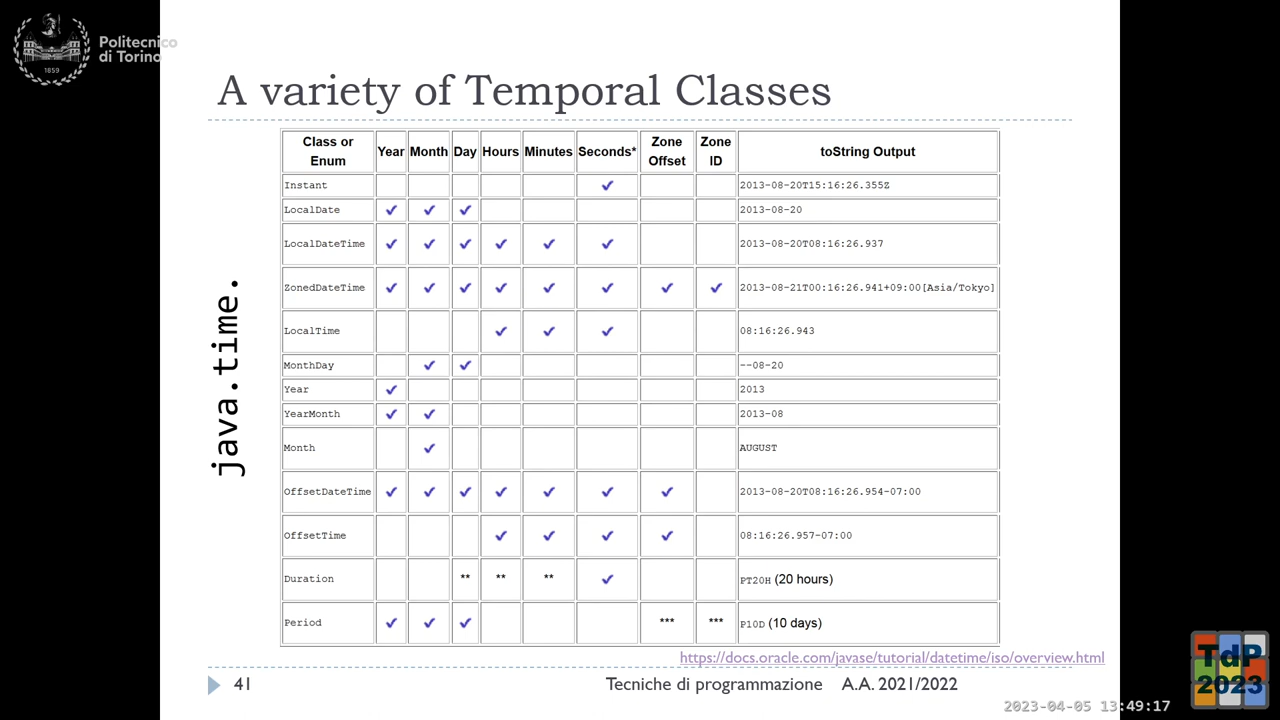 Politecnico
di Torino
1859
A variety of Temporal Classes
java.time.
Class or Enum Year Month Day Hours Minutes Seconds* Zone Offset Zone ID toString Output
Instant ✓ 2013-08-20T15:16:26.355Z
LocalDate ✓ ✓ ✓ 2013-08-20
LocalDateTime ✓ ✓ ✓ ✓ ✓ ✓ 2013-08-20T08:16:26.937
ZonedDateTime ✓ ✓ ✓ ✓ ✓ ✓ ✓ ✓ 2013-08-21T00:16:26.941+09:00[Asia/Tokyo]
LocalTime ✓ ✓ ✓ 08:16:26.943
MonthDay ✓ ✓ --08-20
Year ✓ 2013
YearMonth ✓ ✓ 2013-08
Month ✓ AUGUST
OffsetDateTime ✓ ✓ ✓ ✓ ✓ ✓ ✓ 2013-08-20T08:16:26.954-07:00
OffsetTime ✓ ✓ ✓ ✓ 08:16:26.957-07:00
Duration ** ** ** ✓ PT20H (20 hours)
Period ✓ ✓ ✓ *** *** P10D (10 days)
https://docs.oracle.com/javase/tutorial/datetime/iso/overview.html
41 Tecniche di programmazione A.A. 2021/2022
2023-04-05 13:49:17
TdP
2023